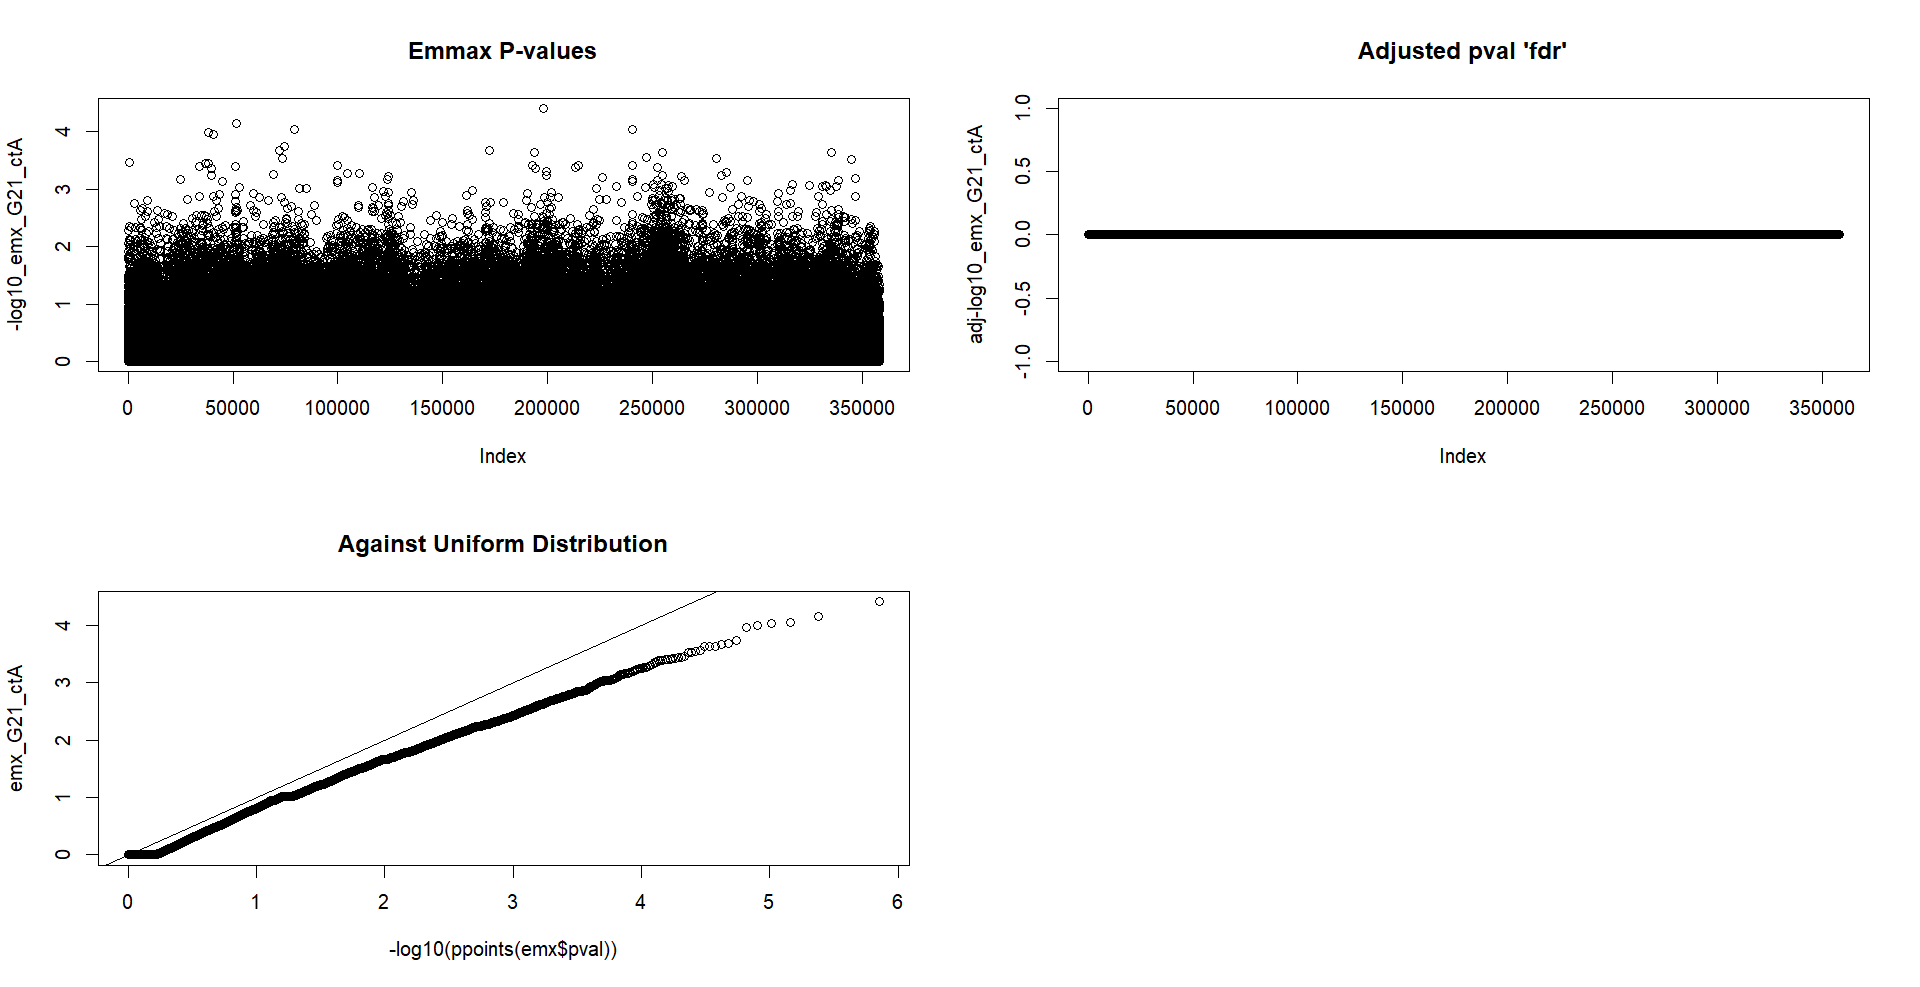 Emmax P-values
-log10_emx_G21_ctA
4
3
2
1
0
0 50000 100000 150000 200000 250000 300000 350000
Index
Adjusted pval 'fdr'
adj-log10_emx_G21_ctA
1.0
0.5
0.0
-0.5
-1.0
0 50000 100000 150000 200000 250000 300000 350000
Index
Against Uniform Distribution
emx_G21_ctA
4
3
2
1
0
0 1 2 3 4 5 6
-log10(ppoints(emx$pval))